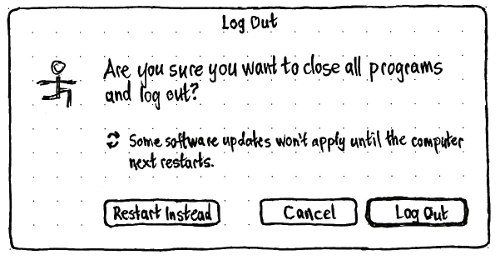 Log Out
Are you sure you want to close all programs
and log out?
Some software updates won't apply until the computer
next restarts.
Restart Instead
Cancel
Log Out